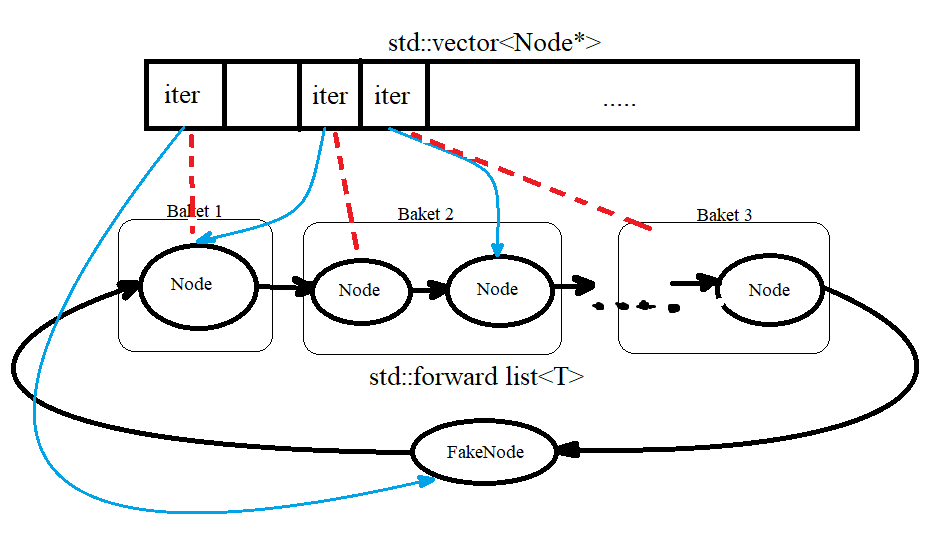 std::vector<Node*>
iter
iter
iter
.....
Baket 1
Baket 2
Baket 3
Node
Node
Node
Node
std::forward list<T>
FakeNode